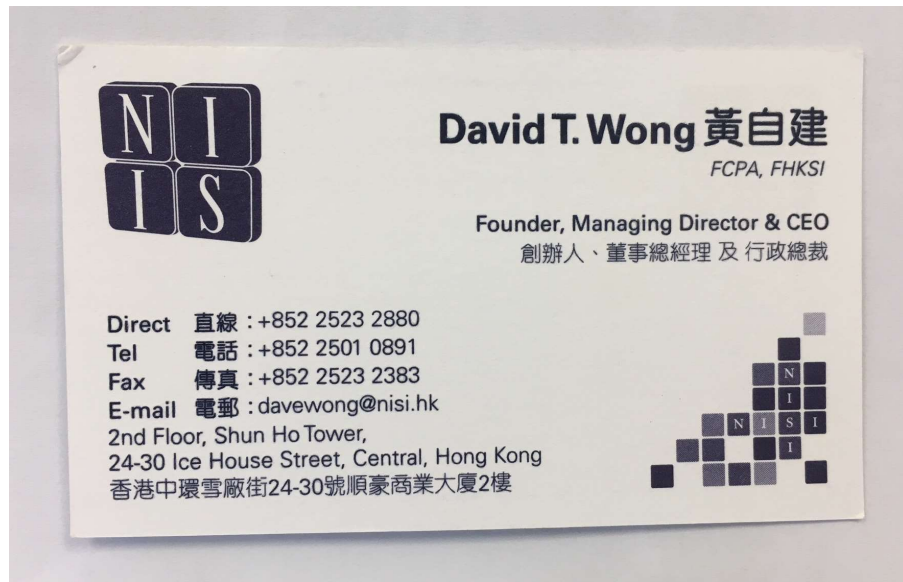 N I
I S
David T. Wong 黃自建
FCPA, FHKSI
Founder, Managing Director & CEO
創辦人、董事總經理 及 行政總裁
Direct 直線：+852 2523 2880
Tel 電話：+852 2501 0891
Fax 傳真：+852 2523 2383
E-mail 電郵：davewong@nisi.hk
2nd Floor, Shun Ho Tower,
24-30 Ice House Street, Central, Hong Kong
香港中環雪廠街24-30號順豪商業大廈2樓
N
I
N I S I
I